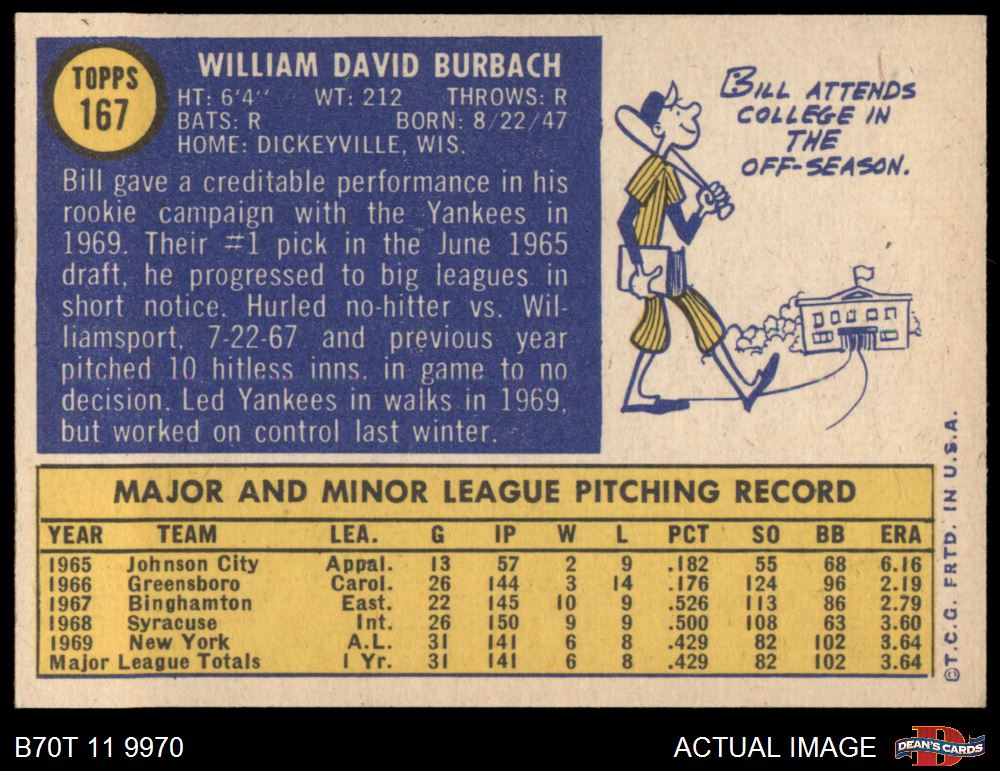 TOPPS
167
WILLIAM DAVID BURBACH
HT: 6'4" WT: 212 THROWS: R
BATS: R BORN: 8/22/47
HOME: DICKEYVILLE, WIS.
Bill gave a creditable performance in his
rookie campaign with the Yankees in
1969. Their #1 pick in the June 1965
draft, he progressed to big leagues in
short notice. Hurled no-hitter vs. Wil-
liamsport, 7-22-67 and previous year
pitched 10 hitless inns. in game to no
decision. Led Yankees in walks in 1969,
but worked on control last winter.
BILL ATTENDS
COLLEGE IN
THE
OFF-SEASON.
MAJOR AND MINOR LEAGUE PITCHING RECORD
YEAR TEAM LEA. G IP W L PCT SO BB ERA
1965 Johnson City Appal. 13 57 2 9 .182 55 68 6.16
1966 Greensboro Carol. 26 144 3 14 .176 124 96 2.19
1967 Binghamton East. 22 145 10 9 .526 113 86 2.79
1968 Syracuse Int. 26 150 9 9 .500 108 63 3.60
1969 New York A.L. 31 141 6 8 .429 82 102 3.64
Major League Totals 1 Yr. 31 141 6 8 .429 82 102 3.64
©T.C.G. PRTD. IN U.S.A.
B70T 11 9970
ACTUAL IMAGE
DEAN'S CARDS